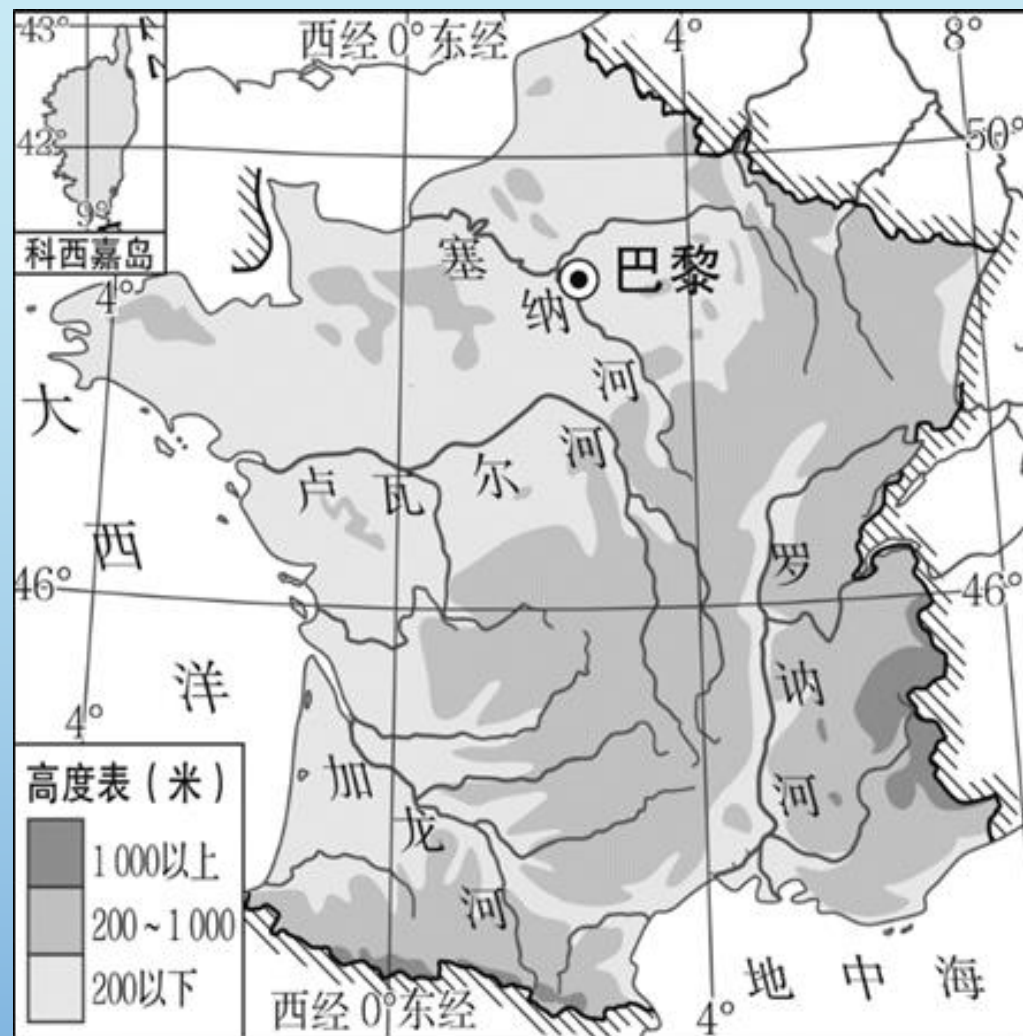 43°
西经 0° 东经
4°
8°
42°
50°
9°
科西嘉岛
4°
塞纳河
巴黎
大西洋
卢瓦尔河
46°
46°
罗讷河
4°
加龙河
高度表（米）
1 000以上
200~1 000
200以下
西经 0° 东经
4°
地中海